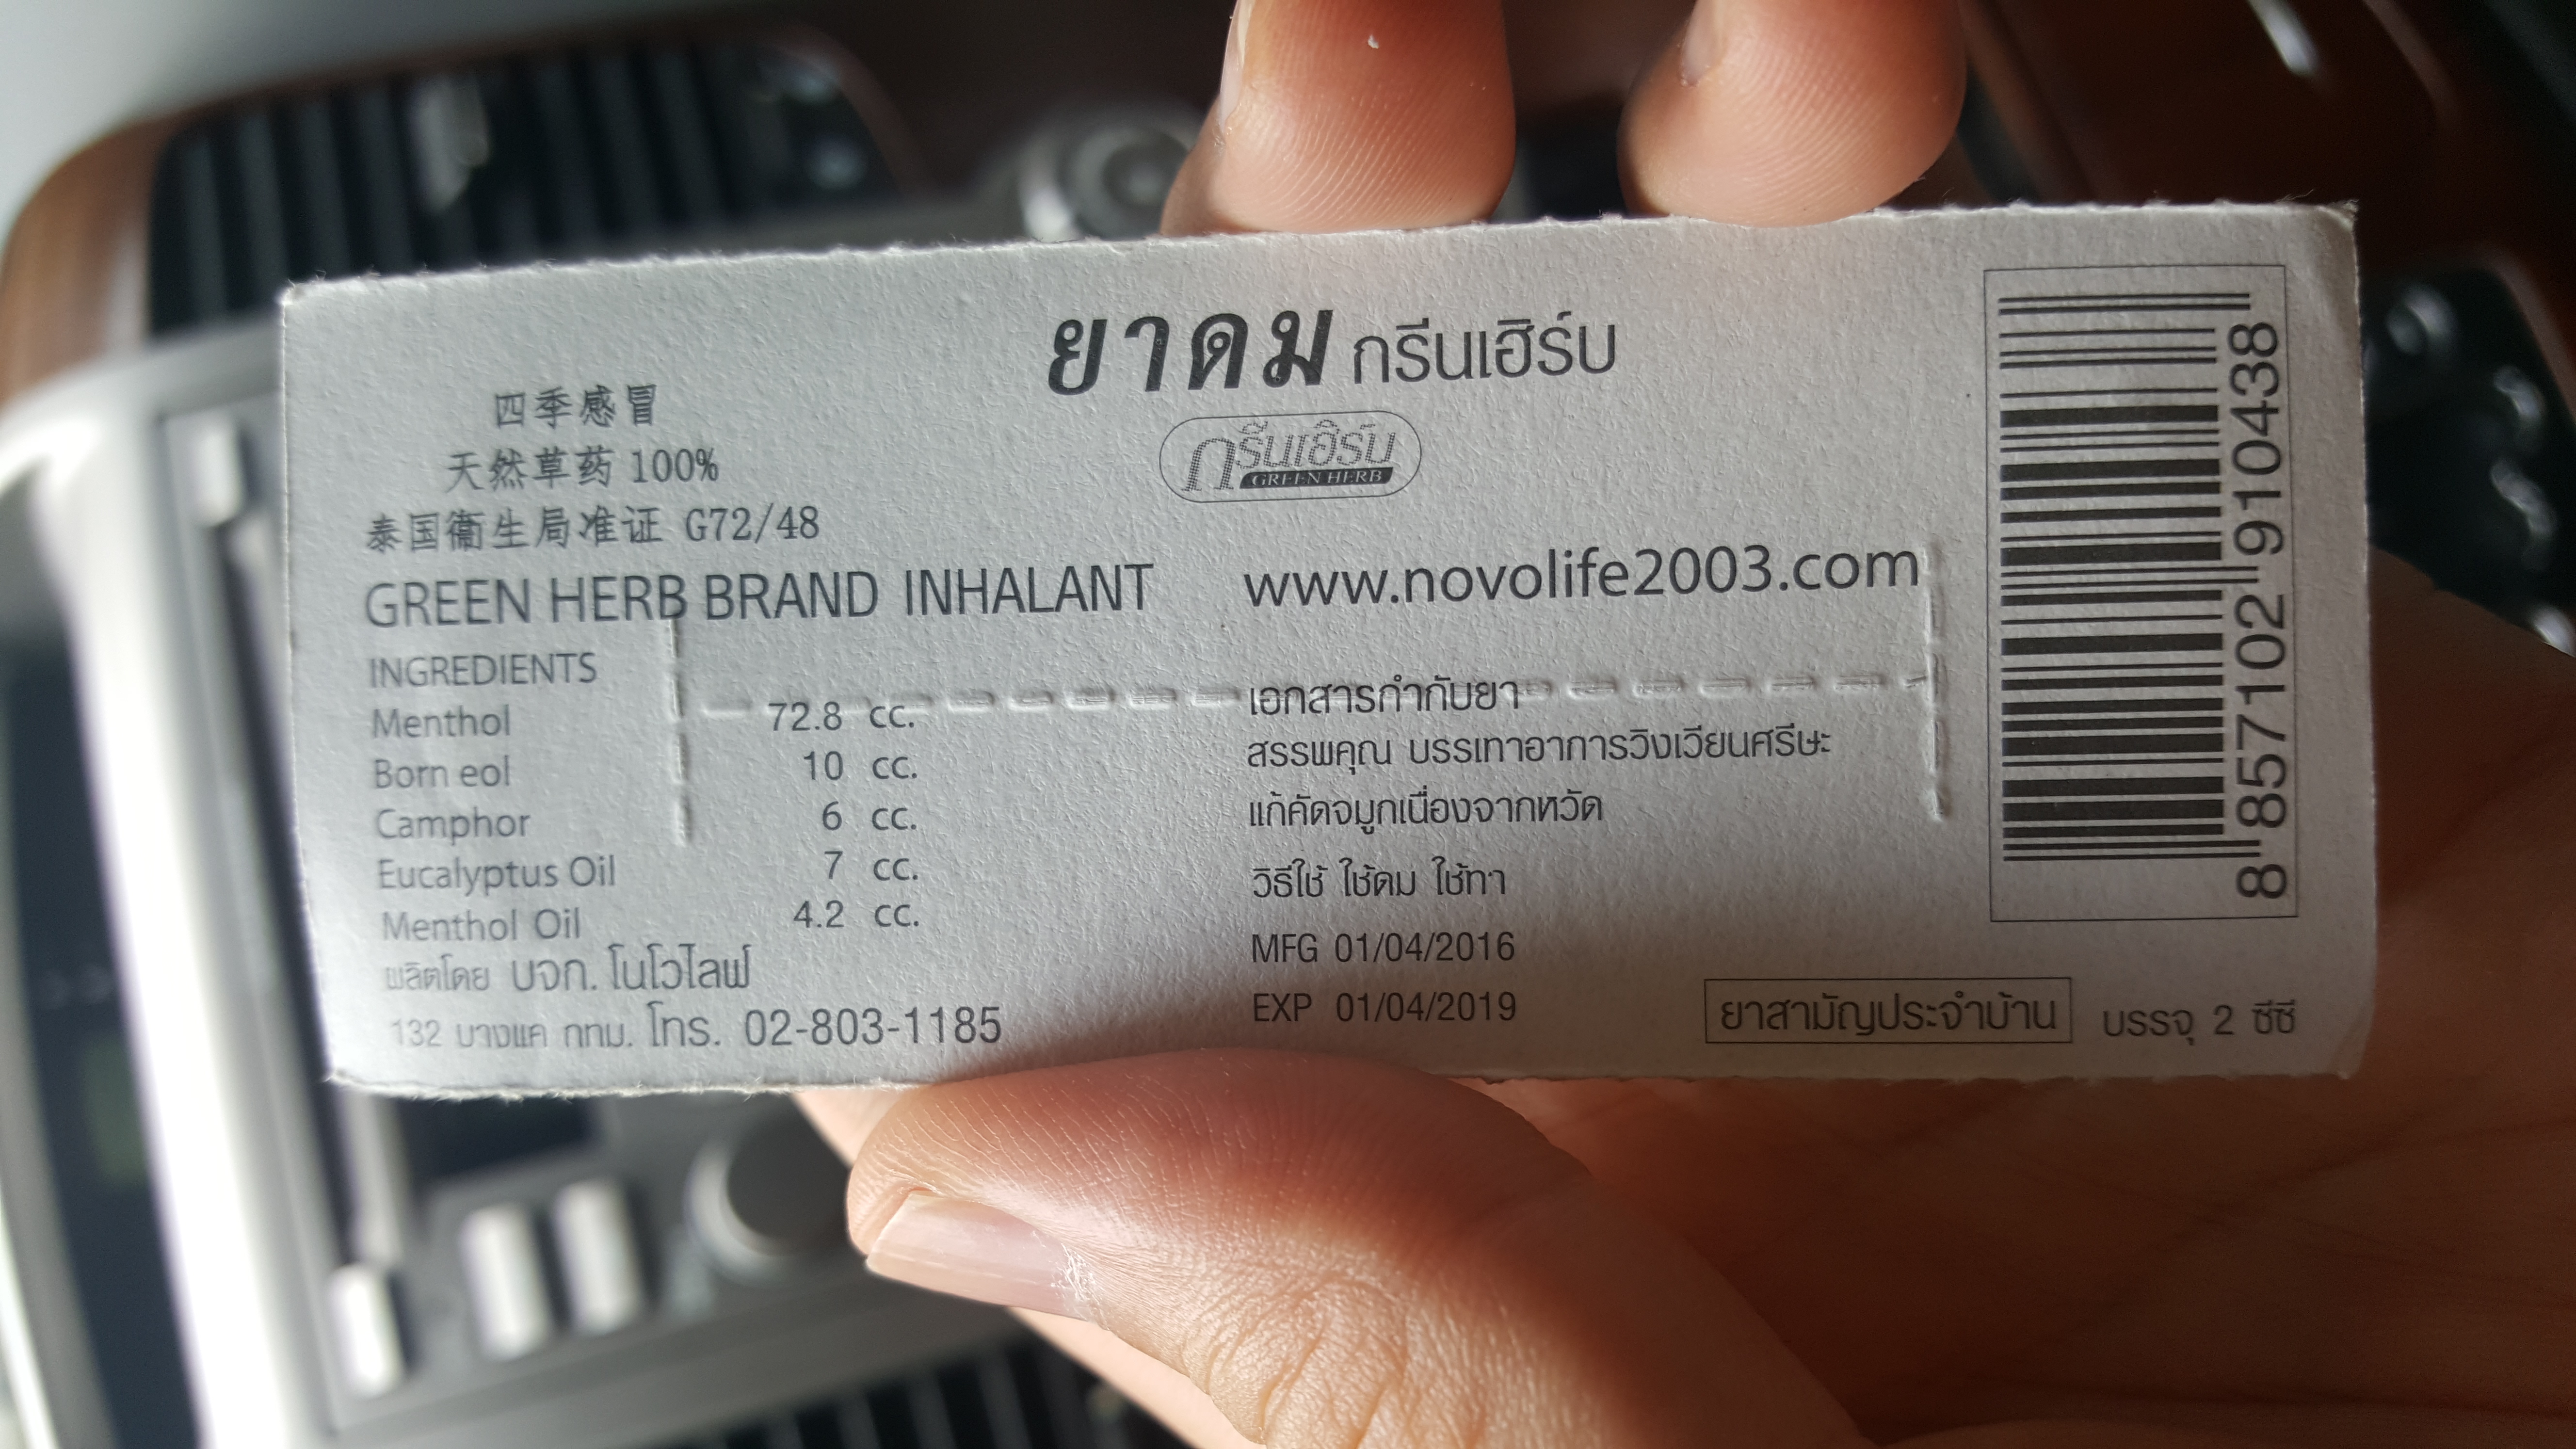 ยาดม กรีนเฮิร์บ
กรีนเฮิร์บ
GREEN HERB
四季感冒
天然草药 100%
泰国衞生局准证 G72/48
GREEN HERB BRAND INHALANT
www.novolife2003.com
INGREDIENTS
Menthol 72.8 cc.
Born eol 10 cc.
Camphor 6 cc.
Eucalyptus Oil 7 cc.
Menthol Oil 4.2 cc.
ผลิตโดย บจก. โนโวไลฟ์
132 บางแค กทม. โทร. 02-803-1185
เอกสารกำกับยา
สรรพคุณ บรรเทาอาการวิงเวียนศรีษะ
แก้คัดจมูกเนื่องจากหวัด
วิธีใช้ ใช้ดม ใช้ทา
MFG 01/04/2016
EXP 01/04/2019
ยาสามัญประจำบ้าน
บรรจุ 2 ซีซี
8 857102 910438